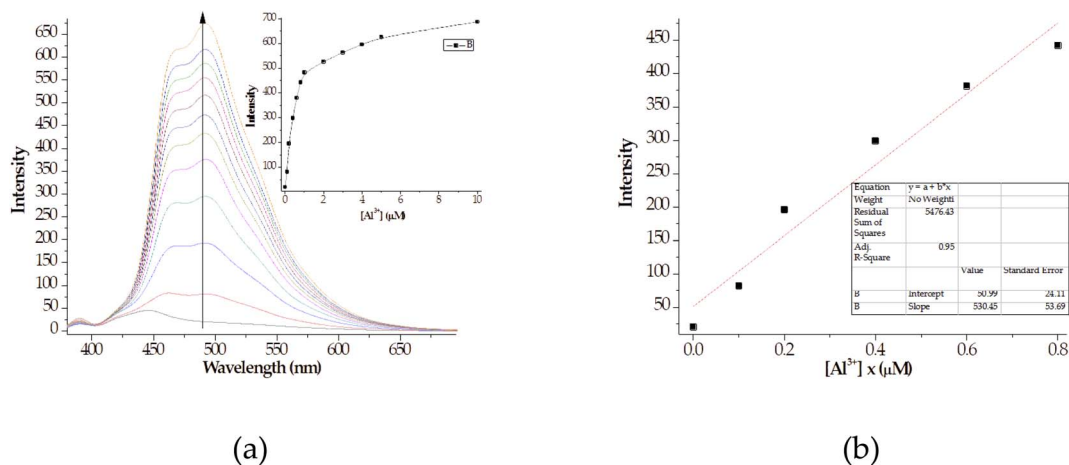 650
600
550
500
450
400
350
300
250
200
150
100
50
0
Intensity
400 450 500 550 600 650
Wavelength (nm)
700
600
500
400
300
200
100
Intensity
0 2 4 6 8 10
[Al³⁺] (μM)
B
(a)
450
400
350
300
250
200
150
100
50
Intensity
0.0 0.2 0.4 0.6 0.8
[Al³⁺] x (μM)
Equation y = a + b*x
Weight No Weighti
Residual 5476.43
Sum of
Squares
Adj. 0.95
R-Square
Value Standard Error
B Intercept 50.99 24.11
B Slope 530.45 53.69
(b)